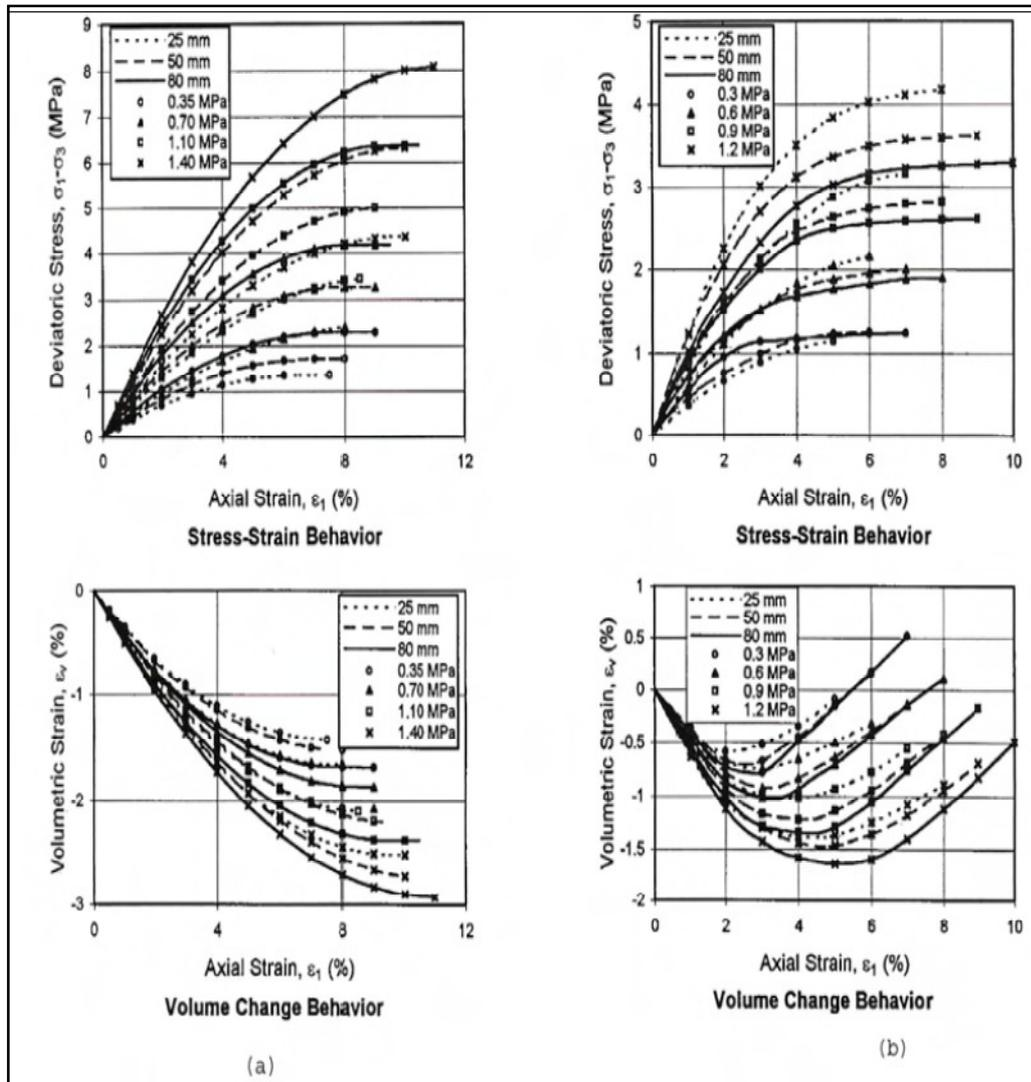 25 mm
50 mm
80 mm
0.35 MPa
0.70 MPa
1.10 MPa
1.40 MPa
Deviatoric Stress, σ₁-σ₃ (MPa)
9
8
7
6
5
4
3
2
1
0
0 4 8 12
Axial Strain, ε₁ (%)
Stress-Strain Behavior
25 mm
50 mm
80 mm
0.3 MPa
0.6 MPa
0.9 MPa
1.2 MPa
Deviatoric Stress, σ₁-σ₃ (MPa)
5
4
3
2
1
0
0 2 4 6 8 10
Axial Strain, ε₁ (%)
Stress-Strain Behavior
25 mm
50 mm
80 mm
0.35 MPa
0.70 MPa
1.10 MPa
1.40 MPa
Volumetric Strain, εᵥ (%)
0
-1
-2
-3
0 4 8 12
Axial Strain, ε₁ (%)
Volume Change Behavior
(a)
25 mm
50 mm
80 mm
0.3 MPa
0.6 MPa
0.9 MPa
1.2 MPa
Volumetric Strain, εᵥ (%)
1
0.5
0
-0.5
-1
-1.5
-2
0 2 4 6 8 10
Axial Strain, ε₁ (%)
Volume Change Behavior
(b)